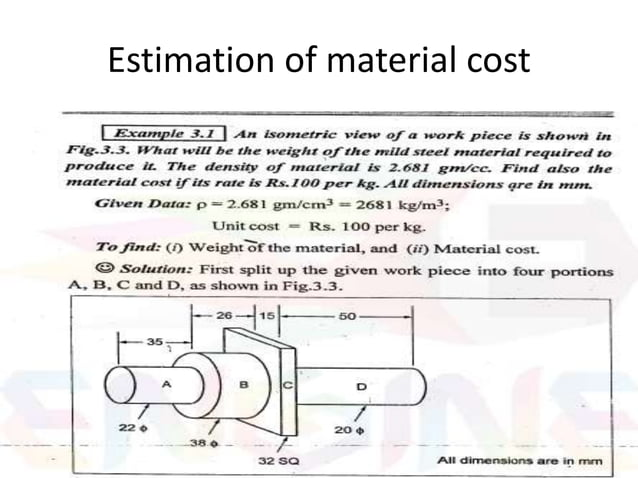 Estimation of material cost
Example 3.1 An isometric view of a work piece is shown in
Fig.3.3. What will be the weight of the mild steel material required to
produce it. The density of material is 2.681 gm/cc. Find also the
material cost if its rate is Rs.100 per kg. All dimensions are in mm.
Given Data: ρ = 2.681 gm/cm³ = 2681 kg/m³;
Unit cost = Rs. 100 per kg.
To find: (i) Weight of the material, and (ii) Material cost.
☺ Solution: First split up the given work piece into four portions
A, B, C and D, as shown in Fig.3.3.
26 15 50
35
A B C D
22 ϕ
38 ϕ
20 ϕ
32 SQ
All dimensions are in mm